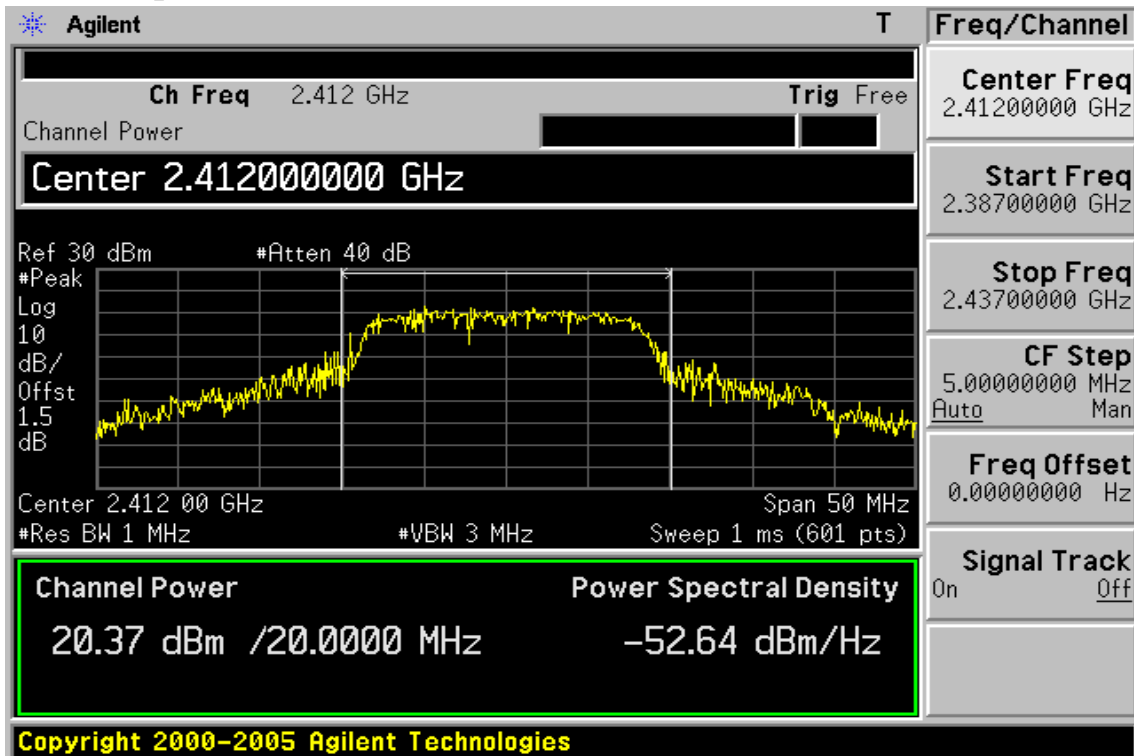 Agilent T
Ch Freq 2.412 GHz Trig Free
Channel Power
Center 2.412000000 GHz
Ref 30 dBm #Atten 40 dB
#Peak
Log
10
dB/
Offst
1.5
dB
Center 2.412 00 GHz Span 50 MHz
#Res BW 1 MHz #VBW 3 MHz Sweep 1 ms (601 pts)
Channel Power Power Spectral Density
20.37 dBm /20.0000 MHz -52.64 dBm/Hz
Copyright 2000-2005 Agilent Technologies
Freq/Channel
Center Freq
2.41200000 GHz
Start Freq
2.38700000 GHz
Stop Freq
2.43700000 GHz
CF Step
5.00000000 MHz
Auto Man
Freq Offset
0.00000000 Hz
Signal Track
On Off